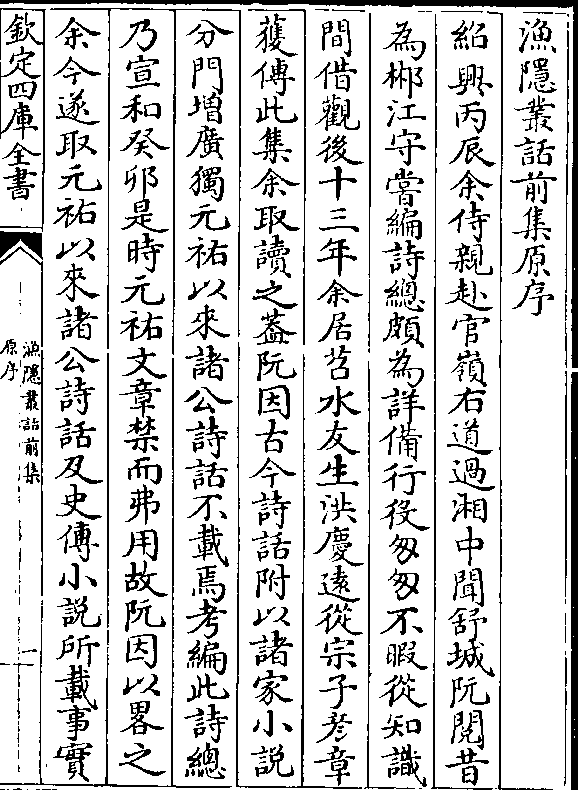 漁隱叢話前集原序
紹興丙辰余侍親赴官嶺右道過湘中聞舒城阮閲昔
為郴江守嘗編詩總頗為詳備行役匆匆不暇從知識
間借觀後十三年余居苕水友生洪慶遠從宗子彦章
獲傳此集余取讀之葢阮因古今詩話附以諸家小説
分門增廣獨元祐以來諸公詩話不載焉考編此詩總
乃宣和癸卯是時元祐文章禁而弗用故阮因以畧之
余今遂取元祐以來諸公詩話及史傳小説所載事實
欽定四庫全書
漁隱叢話前集
原序
一